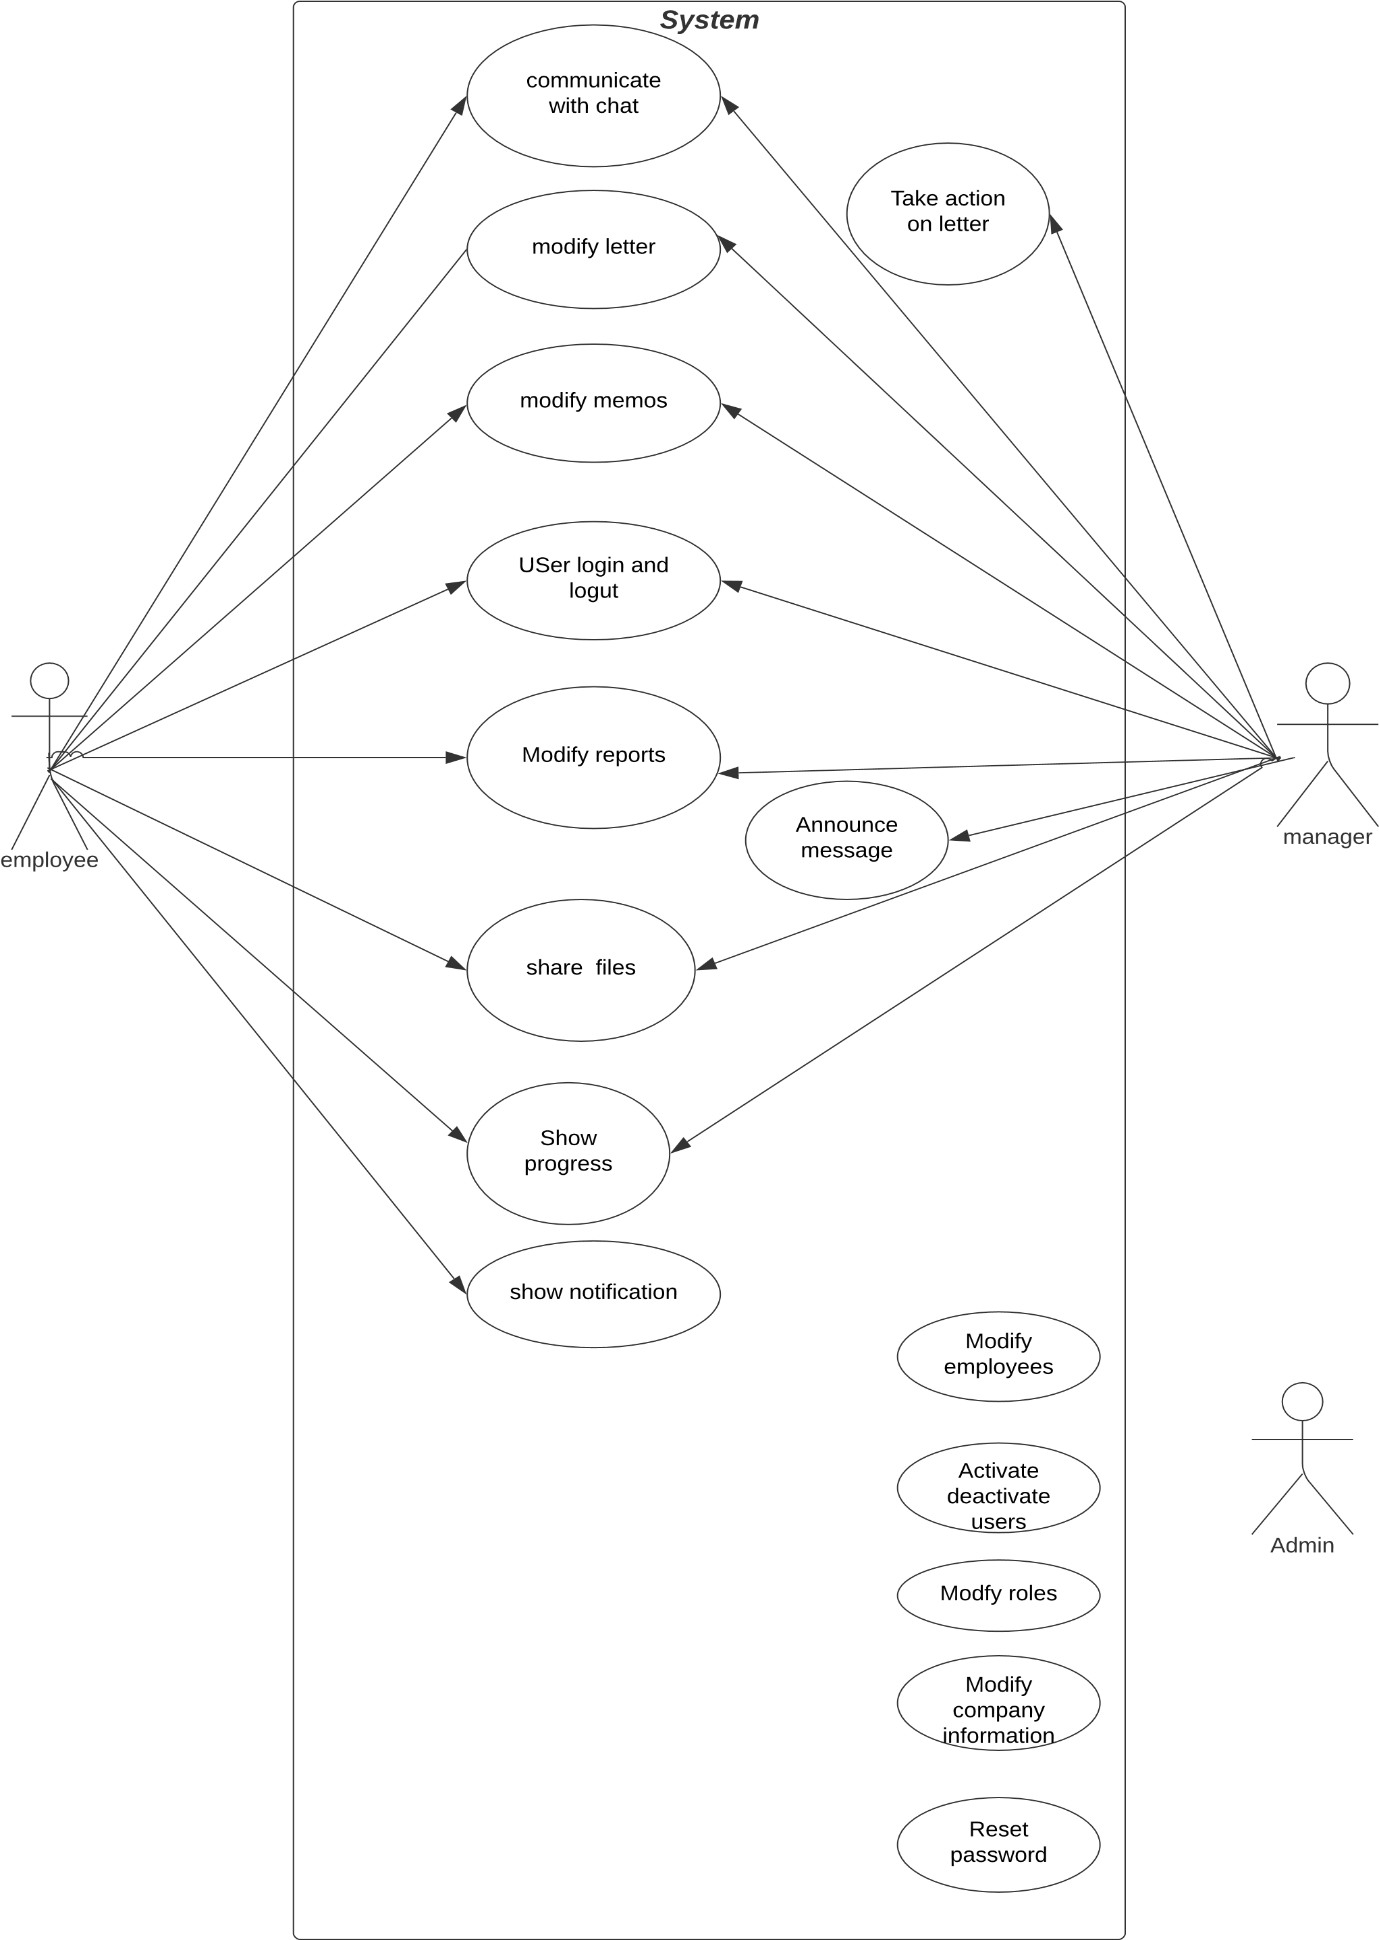 System
communicate
with chat
Take action
on letter
modify letter
modify memos
USer login and
logut
Modify reports
Announce
message
employee
manager
share  files
Show
progress
show notification
Modify
employees
Activate
deactivate
users
Admin
Modfy roles
Modify
company
information
Reset
password